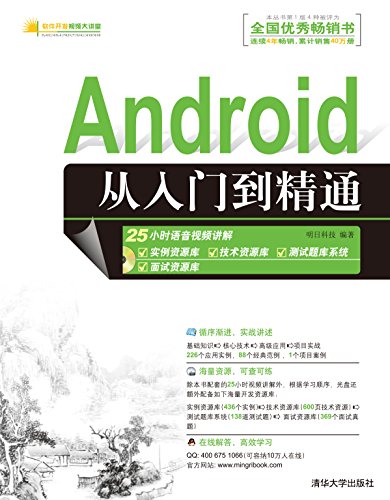 软件开发视频大讲堂
本丛书第1版4种被评为
全国优秀畅销书
连续4年畅销,累计销售40万册
Android
从入门到精通
25小时语音视频讲解
明日科技 编著
实例资源库 技术资源库 测试题库系统
面试资源库
循序渐进,实战讲述
基础知识 核心技术 高级应用 项目实战
226个应用实例,88个经典范例,1个项目案例
海量资源,可查可练
除本书配套的25小时视频讲解外,根据学习顺序,光盘还
额外配备如下海量开发资源库:
实例资源库(436个实例) 技术资源库(600页技术资源)
测试题库系统(138道测试题) 面试资源库(369个面试真
题)
在线解答,高效学习
QQ: 400 675 1066(可容纳10万人在线)
官方网站: www.mingribook.com
清华大学出版社